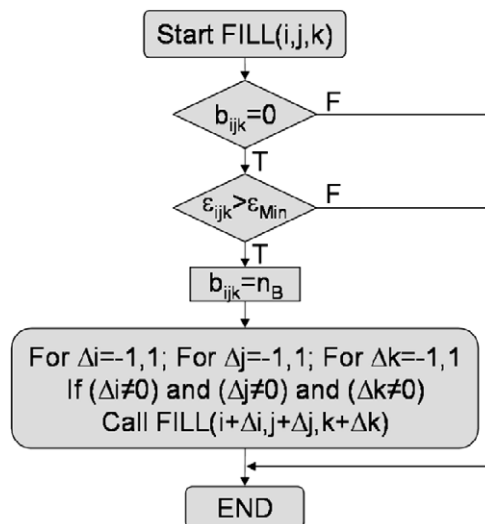 Start FILL(i,j,k)
b_ijk=0
F
T
ε_ijk>ε_Min
F
T
b_ijk=n_B
For Δi=-1,1; For Δj=-1,1; For Δk=-1,1
If (Δi≠0) and (Δj≠0) and (Δk≠0)
Call FILL(i+Δi,j+Δj,k+Δk)
END